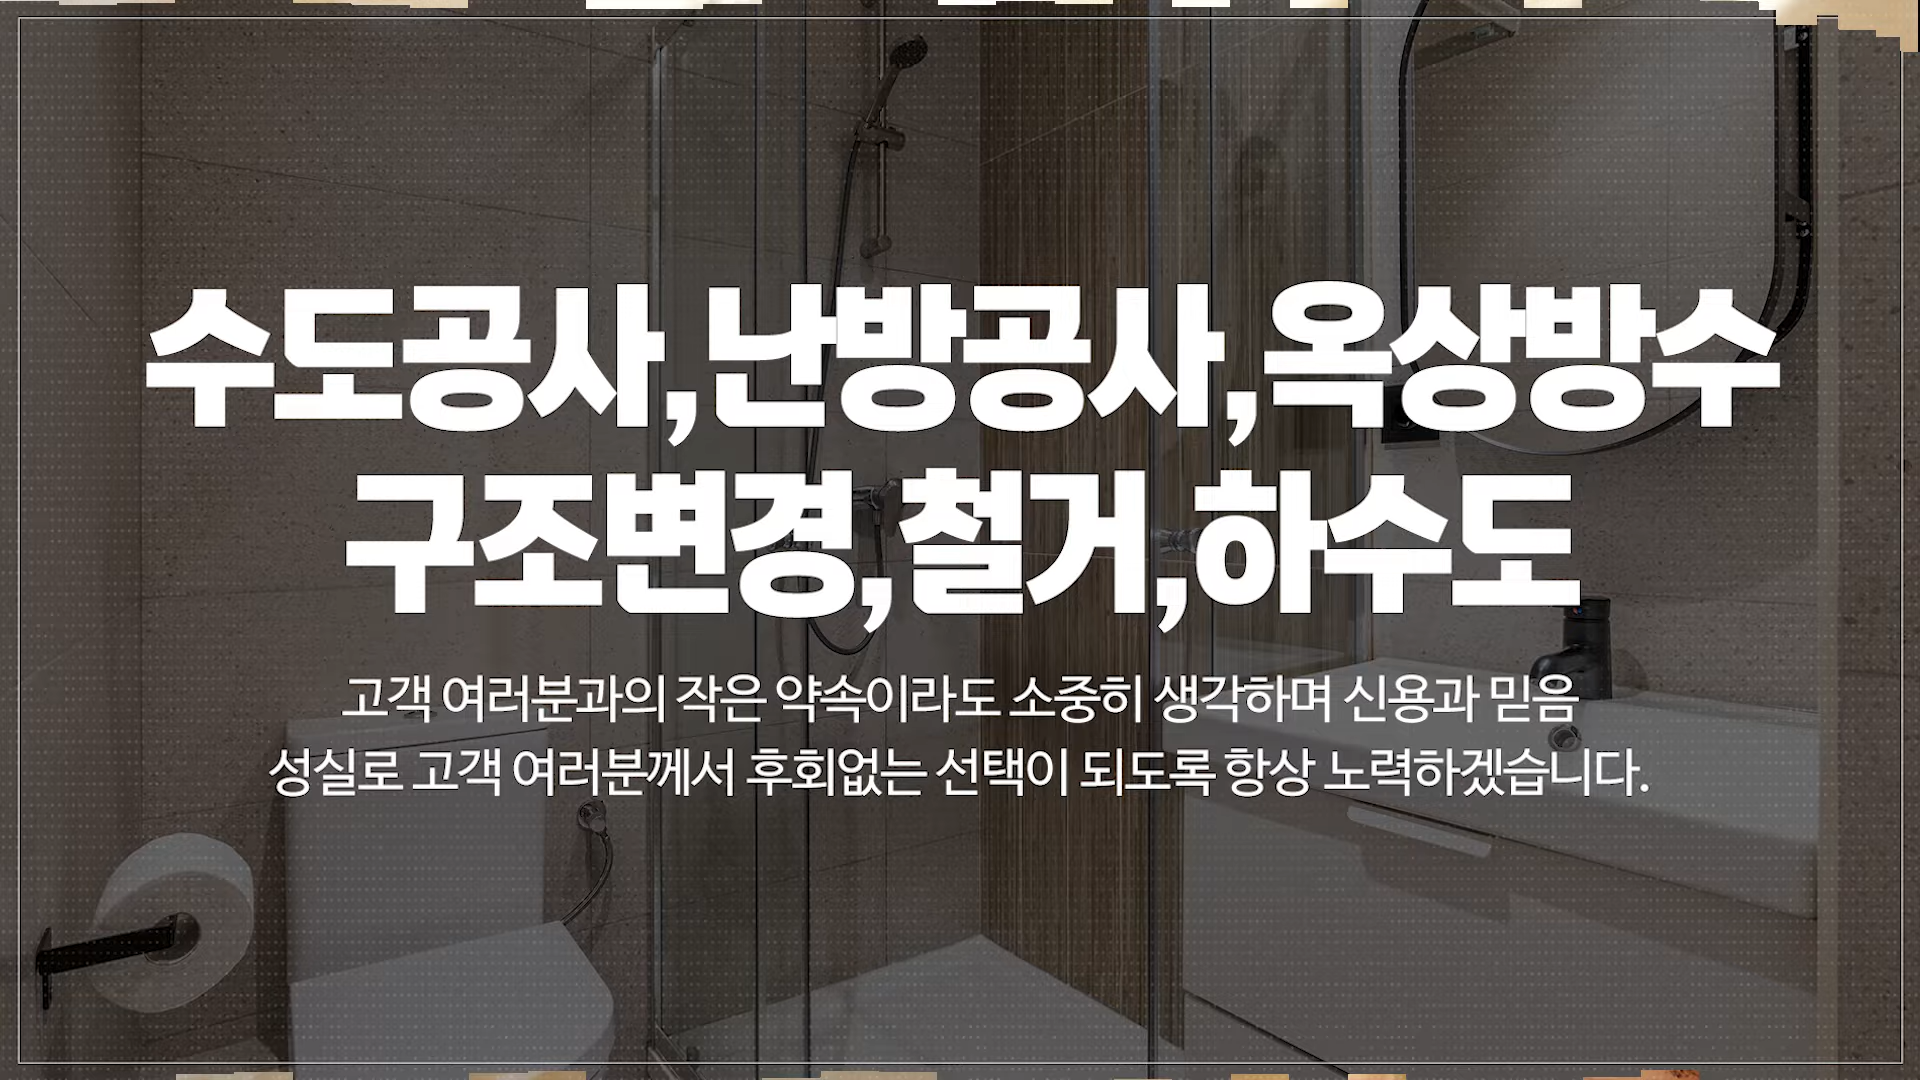 수도공사,난방공사,옥상방수
구조변경,철거,하수도
고객 여러분과의 작은 약속이라도 소중히 생각하며 신용과 믿음
성실로 고객 여러분께서 후회없는 선택이 되도록 항상 노력하겠습니다.